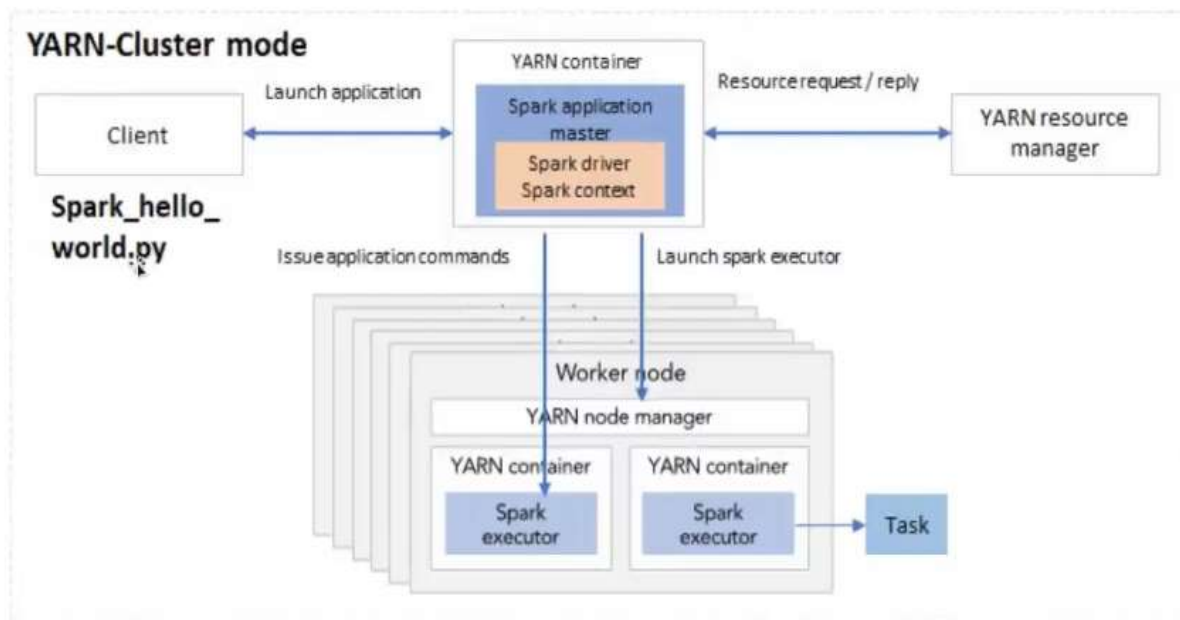 YARN-Cluster mode
Client
Spark_hello_
world.py
Launch application
YARN container
Spark application
master
Spark driver
Spark context
Resource request / reply
YARN resource
manager
Issue application commands
Launch spark executor
Worker node
YARN node manager
YARN container
Spark
executor
YARN container
Spark
executor
Task